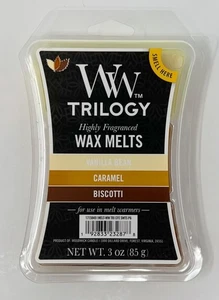 SMELL HERE
WW
TRILOGY
Highly Fragranced
WAX MELTS
VANILLA BEAN
CARAMEL
BISCOTTI
for use in melt warmers
NET WT. 3 oz (85 g)